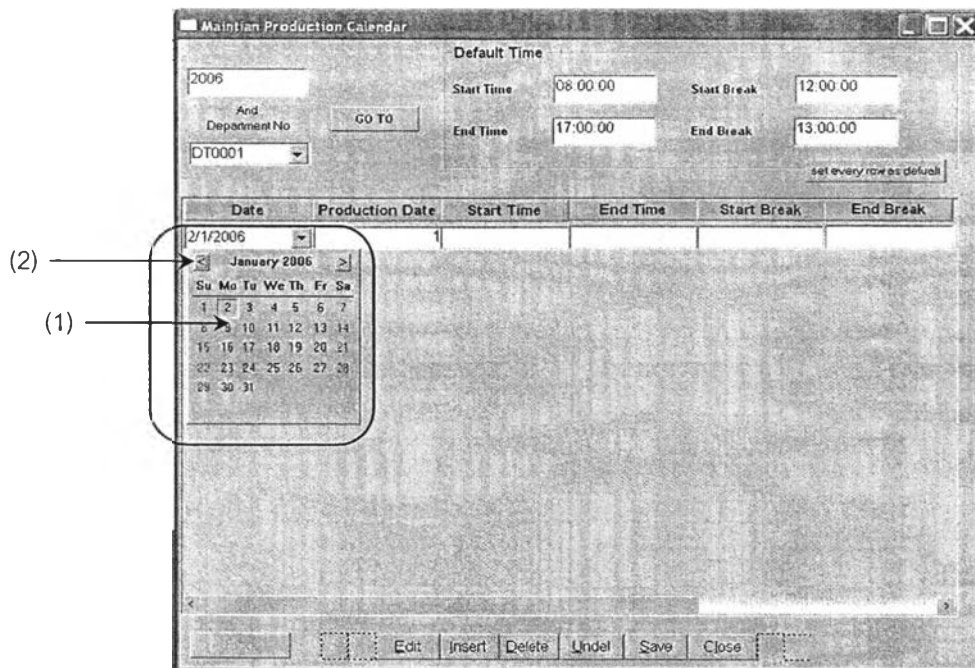 Maintian Production Calendar
Default Time
2006
Start Time 08:00:00 Start Break 12:00:00
And
Department No
GO TO
End Time 17:00:00 End Break 13:00:00
DT0001
set every row as defualt
Date Production Date Start Time End Time Start Break End Break
2/1/2006 1
(2)
< January 2006 >
Su Mo Tu We Th Fr Sa
1 2 3 4 5 6 7
(1)
8 9 10 11 12 13 14
15 16 17 18 19 20 21
22 23 24 25 26 27 28
29 30 31
Edit Insert Delete Undel Save Close